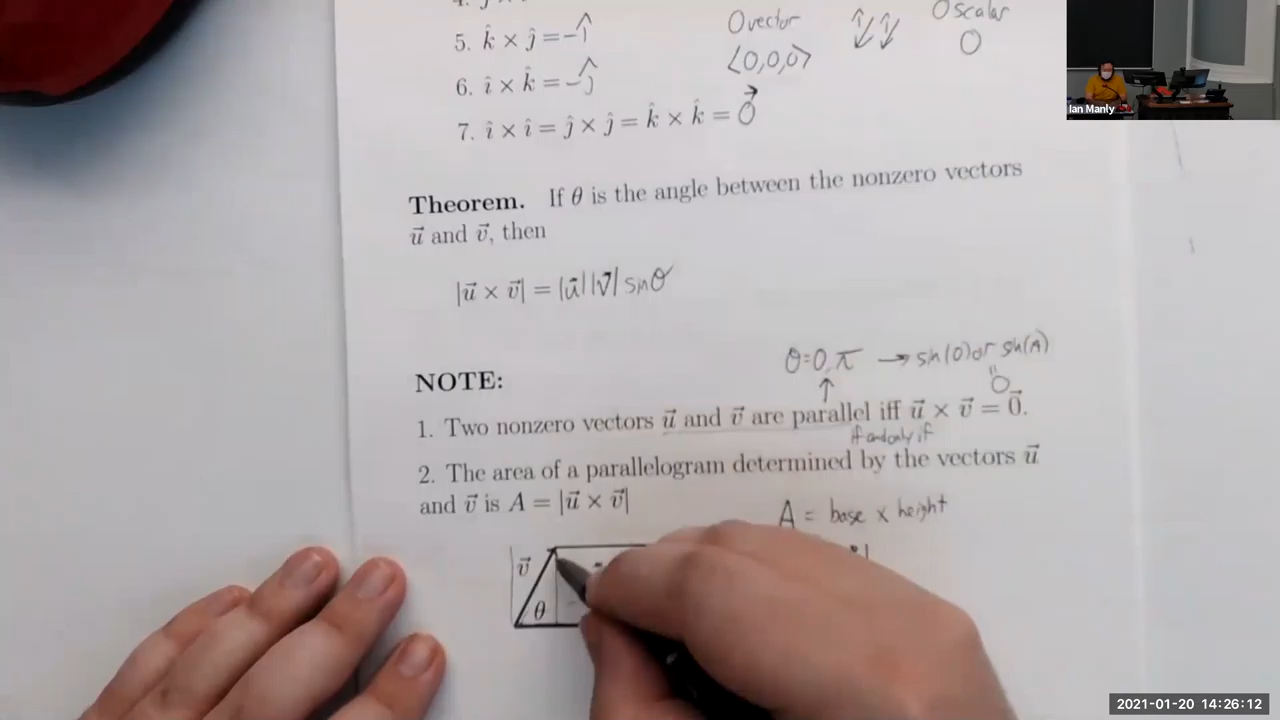 5. k̂ × ĵ = -î
6. î × k̂ = -ĵ
7. î × î = ĵ × ĵ = k̂ × k̂ = 0⃗
0 vector
⟨0,0,0⟩
0 scalar
0
Ian Manly
Theorem. If θ is the angle between the nonzero vectors
u⃗ and v⃗, then
|u⃗ × v⃗| = |u⃗||v⃗| sinθ
θ=0,π → sin(0) or sin(π)
"
0
NOTE:
1. Two nonzero vectors u⃗ and v⃗ are parallel iff u⃗ × v⃗ = 0⃗.
if and only if
2. The area of a parallelogram determined by the vectors u⃗
and v⃗ is A = |u⃗ × v⃗|
A = base × height
v⃗
θ
2021-01-20 14:26:12